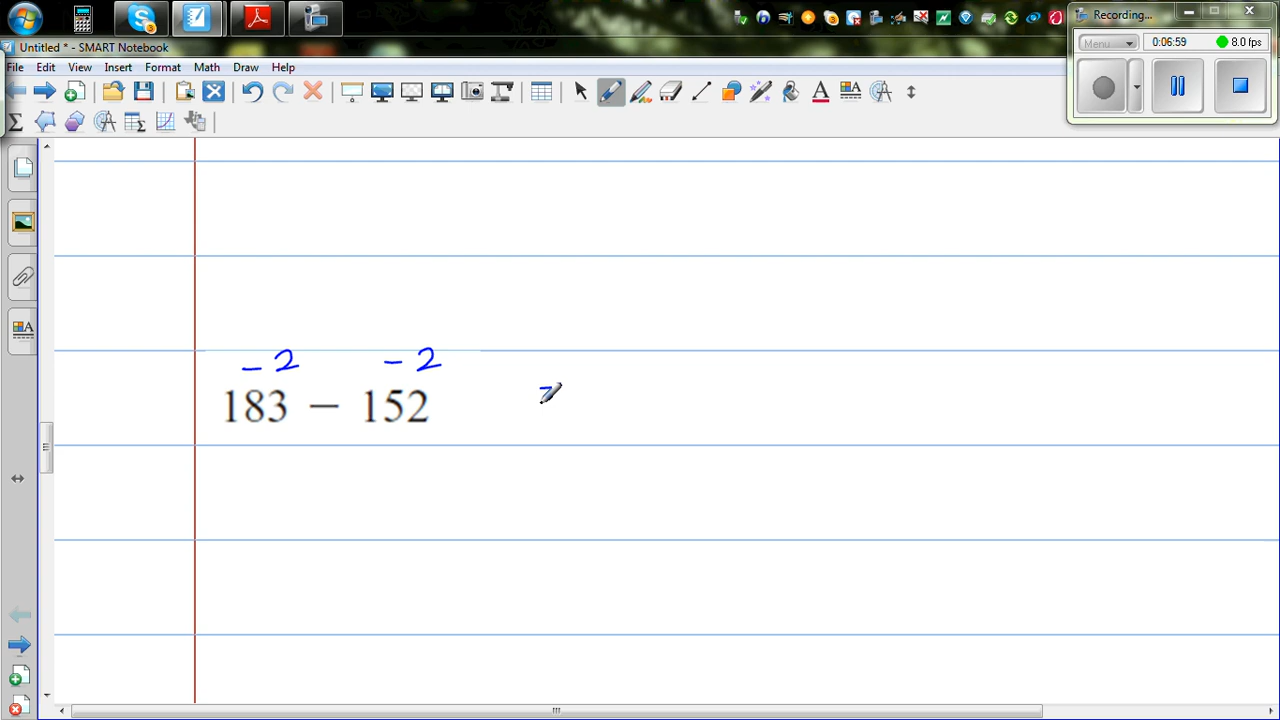 Recording...
Untitled * - SMART Notebook
Menu
0:06:59
8.0 fps
File Edit View Insert Format Math Draw Help
- 2 - 2
183 − 152